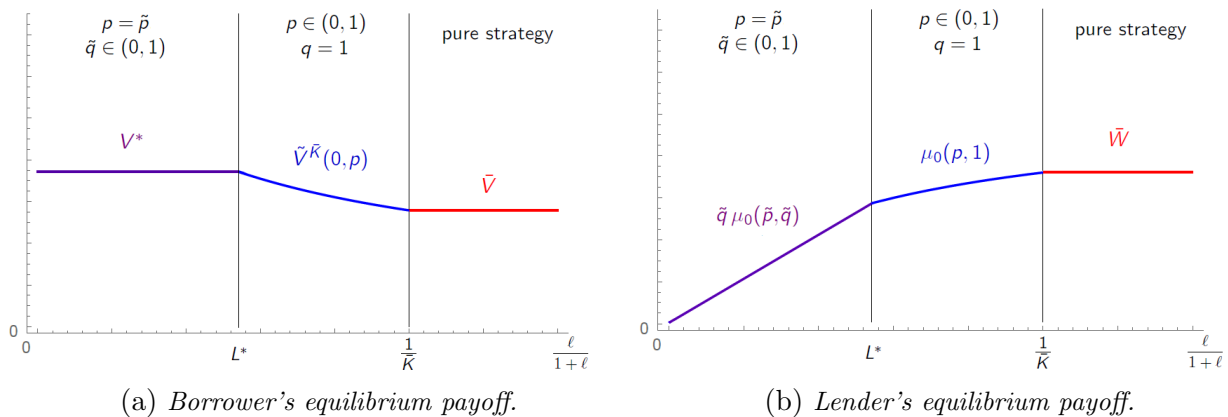 p = p̃
q̃ ∈ (0, 1)
p ∈ (0, 1)
q = 1
pure strategy
V*
Ṽ^K̄(0, p)
V̄
0
0
L*
1/K̄
ℓ/(1+ℓ)
(a) Borrower's equilibrium payoff.
p = p̃
q̃ ∈ (0, 1)
p ∈ (0, 1)
q = 1
pure strategy
W̄
μ₀(p, 1)
q̃ μ₀(p̃, q̃)
0
0
L*
1/K̄
ℓ/(1+ℓ)
(b) Lender's equilibrium payoff.